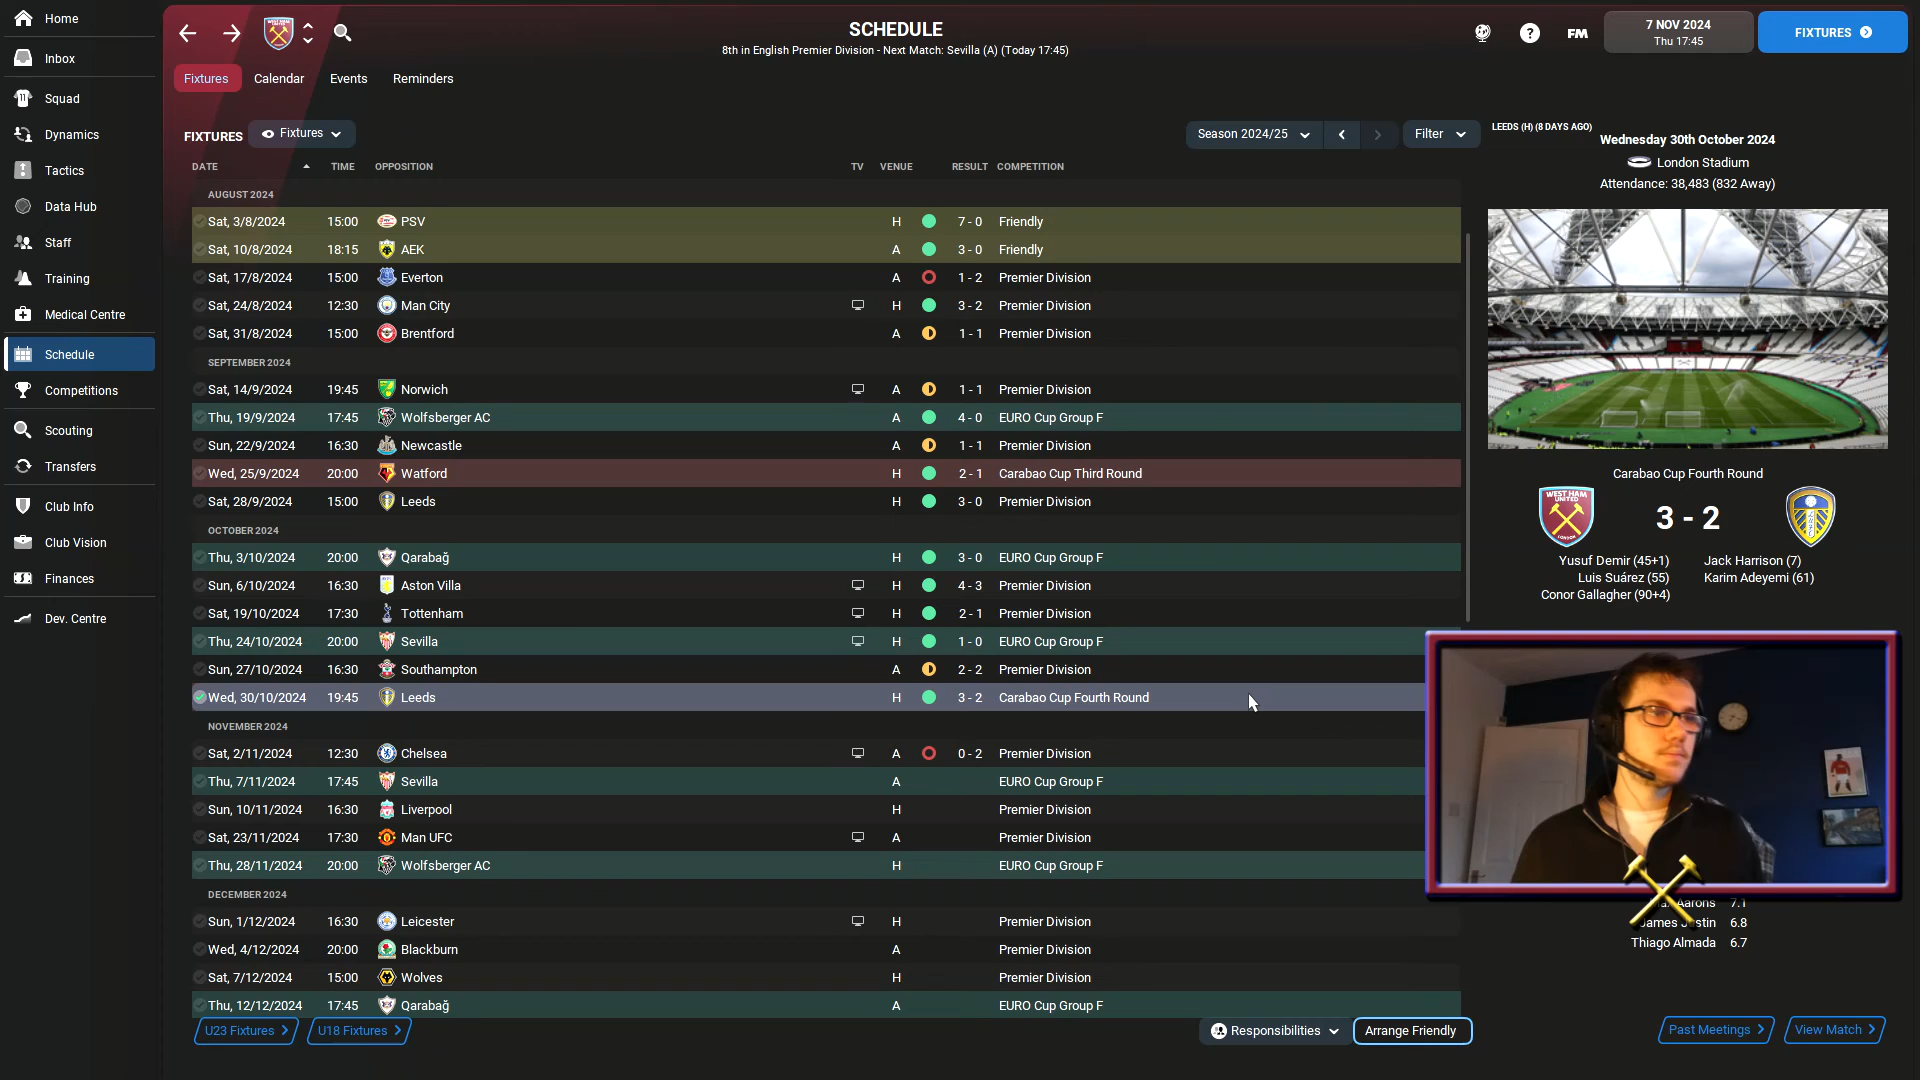 Home
Inbox
Squad
Dynamics
Tactics
Data Hub
Staff
Training
Medical Centre
Schedule
Competitions
Scouting
Transfers
Club Info
Club Vision
Finances
Dev. Centre
SCHEDULE
8th in English Premier Division - Next Match: Sevilla (A) (Today 17:45)
FM
7 NOV 2024
Thu 17:45
FIXTURES
Fixtures Calendar Events Reminders
FIXTURES Fixtures Season 2024/25 Filter
DATE TIME OPPOSITION TV VENUE RESULT COMPETITION
AUGUST 2024
Sat, 3/8/2024 15:00 PSV H 7 - 0 Friendly
Sat, 10/8/2024 18:15 AEK A 3 - 0 Friendly
Sat, 17/8/2024 15:00 Everton A 1 - 2 Premier Division
Sat, 24/8/2024 12:30 Man City H 3 - 2 Premier Division
Sat, 31/8/2024 15:00 Brentford A 1 - 1 Premier Division
SEPTEMBER 2024
Sat, 14/9/2024 19:45 Norwich A 1 - 1 Premier Division
Thu, 19/9/2024 17:45 Wolfsberger AC A 4 - 0 EURO Cup Group F
Sun, 22/9/2024 16:30 Newcastle A 1 - 1 Premier Division
Wed, 25/9/2024 20:00 Watford H 2 - 1 Carabao Cup Third Round
Sat, 28/9/2024 15:00 Leeds H 3 - 0 Premier Division
OCTOBER 2024
Thu, 3/10/2024 20:00 Qarabağ H 3 - 0 EURO Cup Group F
Sun, 6/10/2024 16:30 Aston Villa H 4 - 3 Premier Division
Sat, 19/10/2024 17:30 Tottenham H 2 - 1 Premier Division
Thu, 24/10/2024 20:00 Sevilla H 1 - 0 EURO Cup Group F
Sun, 27/10/2024 16:30 Southampton A 2 - 2 Premier Division
Wed, 30/10/2024 19:45 Leeds H 3 - 2 Carabao Cup Fourth Round
NOVEMBER 2024
Sat, 2/11/2024 12:30 Chelsea A 0 - 2 Premier Division
Thu, 7/11/2024 17:45 Sevilla A EURO Cup Group F
Sun, 10/11/2024 16:30 Liverpool H Premier Division
Sat, 23/11/2024 17:30 Man UFC A Premier Division
Thu, 28/11/2024 20:00 Wolfsberger AC H EURO Cup Group F
DECEMBER 2024
Sun, 1/12/2024 16:30 Leicester H Premier Division
Wed, 4/12/2024 20:00 Blackburn A Premier Division
Sat, 7/12/2024 15:00 Wolves H Premier Division
Thu, 12/12/2024 17:45 Qarabağ A EURO Cup Group F
U23 Fixtures U18 Fixtures Responsibilities Arrange Friendly
LEEDS (H) (8 DAYS AGO)
Wednesday 30th October 2024
London Stadium
Attendance: 38,483 (832 Away)
Carabao Cup Fourth Round
WEST HAM UNITED
LONDON
3 - 2
Yusuf Demir (45+1) Jack Harrison (7)
Luis Suárez (55) Karim Adeyemi (61)
Conor Gallagher (90+4)
Aarons 7.1
James Justin 6.8
Thiago Almada 6.7
Past Meetings View Match